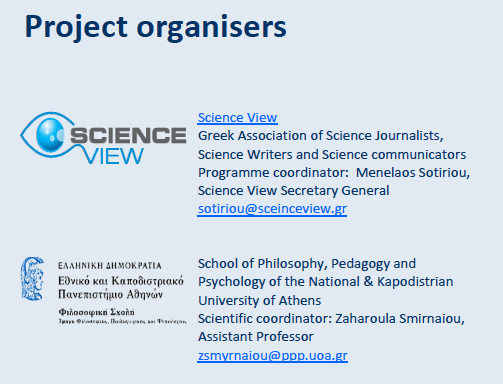 Project organisers
SCIENCE
VIEW
Science View
Greek Association of Science Journalists,
Science Writers and Science communicators
Programme coordinator: Menelaos Sotiriou,
Science View Secretary General
sotiriou@sceinceview.gr
ΕΛΛΗΝΙΚΗ ΔΗΜΟΚΡΑΤΙΑ
Εθνικό και Καποδιστριακό
Πανεπιστήμιο Αθηνών
Φιλοσοφική Σχολή
Τμήμα Φιλοσοφίας, Παιδαγωγικής και Ψυχολογίας
School of Philosophy, Pedagogy and
Psychology of the National & Kapodistrian
University of Athens
Scientific coordinator: Zaharoula Smirnaiou,
Assistant Professor
zsmyrnaiou@ppp.uoa.gr